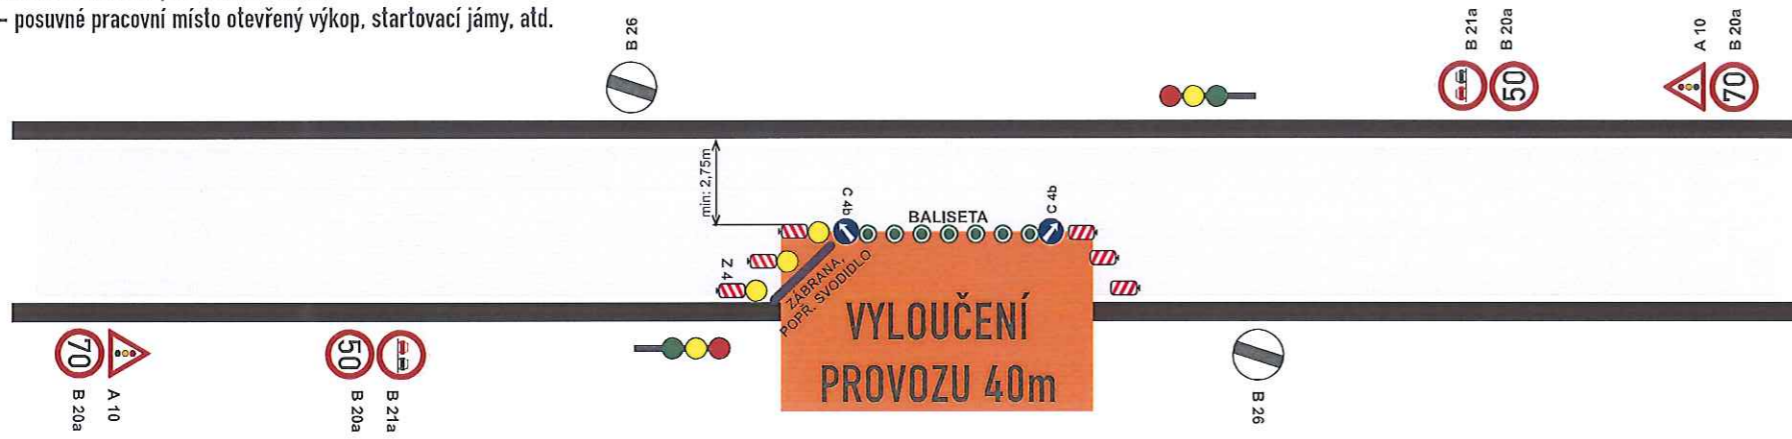 - posuvné pracovní místo otevřený výkop, startovací jámy, atd.
B 26
B 21a
B 20a
50
A 10
B 20a
70
min: 2,75m
C 4b
BALISETA
C 4b
Z 4
ZÁBRANA,
POPŘ. SVODIDLO
VYLOUČENÍ
PROVOZU 40m
70
B 20a
A 10
50
B 20a
B 21a
B 26